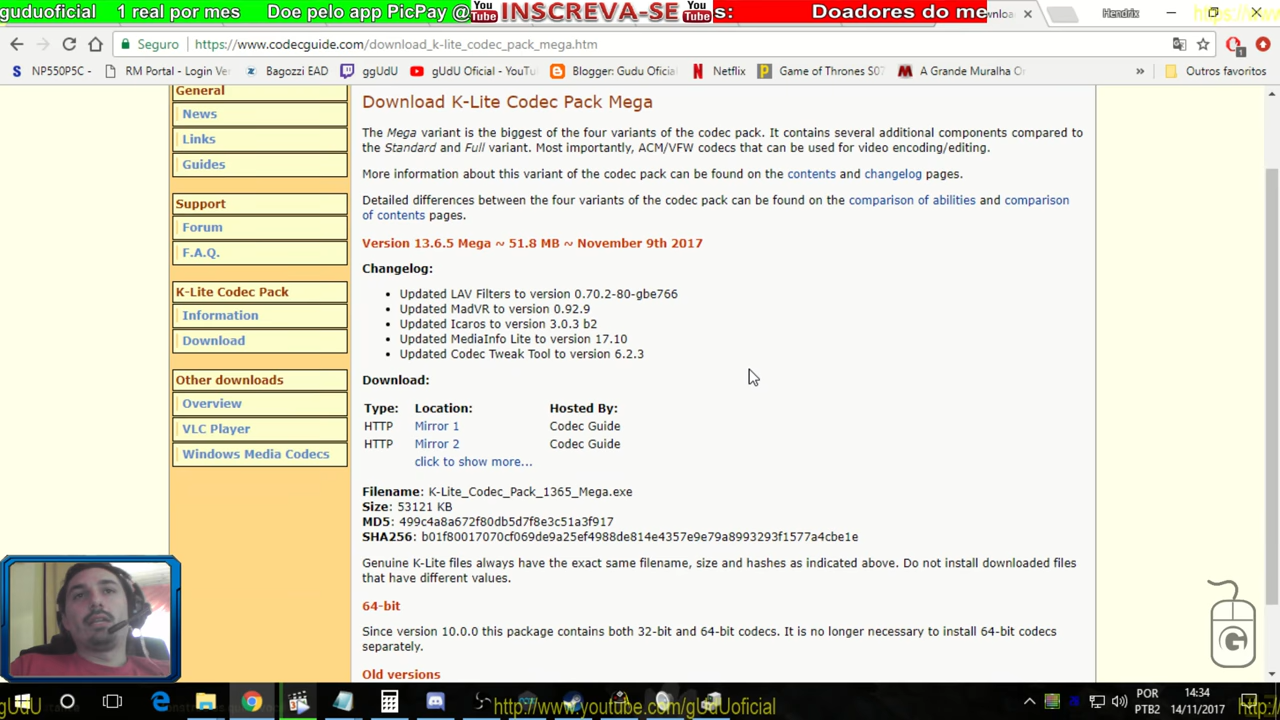 guduoficial 1 real por mes Doe pelo app PicPay @
You Tube INSCREVA-SE You Tube
s: Doadores do me
wnloa
Hendrix
Seguro https://www.codecguide.com/download_k-lite_codec_pack_mega.htm
NP550P5C - RM Portal - Login Ve Bagozzi EAD ggUdU gUdU Oficial - YouTu Blogger: Gudu Oficia Netflix Game of Thrones S07 A Grande Muralha On » Outros favoritos
General
News
Links
Guides
Support
Forum
F.A.Q.
K-Lite Codec Pack
Information
Download
Other downloads
Overview
VLC Player
Windows Media Codecs
Download K-Lite Codec Pack Mega
The Mega variant is the biggest of the four variants of the codec pack. It contains several additional components compared to
the Standard and Full variant. Most importantly, ACM/VFW codecs that can be used for video encoding/editing.
More information about this variant of the codec pack can be found on the contents and changelog pages.
Detailed differences between the four variants of the codec pack can be found on the comparison of abilities and comparison
of contents pages.
Version 13.6.5 Mega ~ 51.8 MB ~ November 9th 2017
Changelog:
• Updated LAV Filters to version 0.70.2-80-gbe766
• Updated MadVR to version 0.92.9
• Updated Icaros to version 3.0.3 b2
• Updated MediaInfo Lite to version 17.10
• Updated Codec Tweak Tool to version 6.2.3
Download:
Type: Location: Hosted By:
HTTP Mirror 1 Codec Guide
HTTP Mirror 2 Codec Guide
click to show more...
Filename: K-Lite_Codec_Pack_1365_Mega.exe
Size: 53121 KB
MD5: 499c4a8a672f80db5d7f8e3c51a3f917
SHA256: b01f80017070cf069de9a25ef4988de814e4357e9e79a8993293f1577a4cbe1e
Genuine K-Lite files always have the exact same filename, size and hashes as indicated above. Do not install downloaded files
that have different values.
64-bit
Since version 10.0.0 this package contains both 32-bit and 64-bit codecs. It is no longer necessary to install 64-bit codecs
separately.
Old versions
G
gUdU http://www.youtube.com/gUdUoficial
POR
PTB2
14:34
14/11/2017